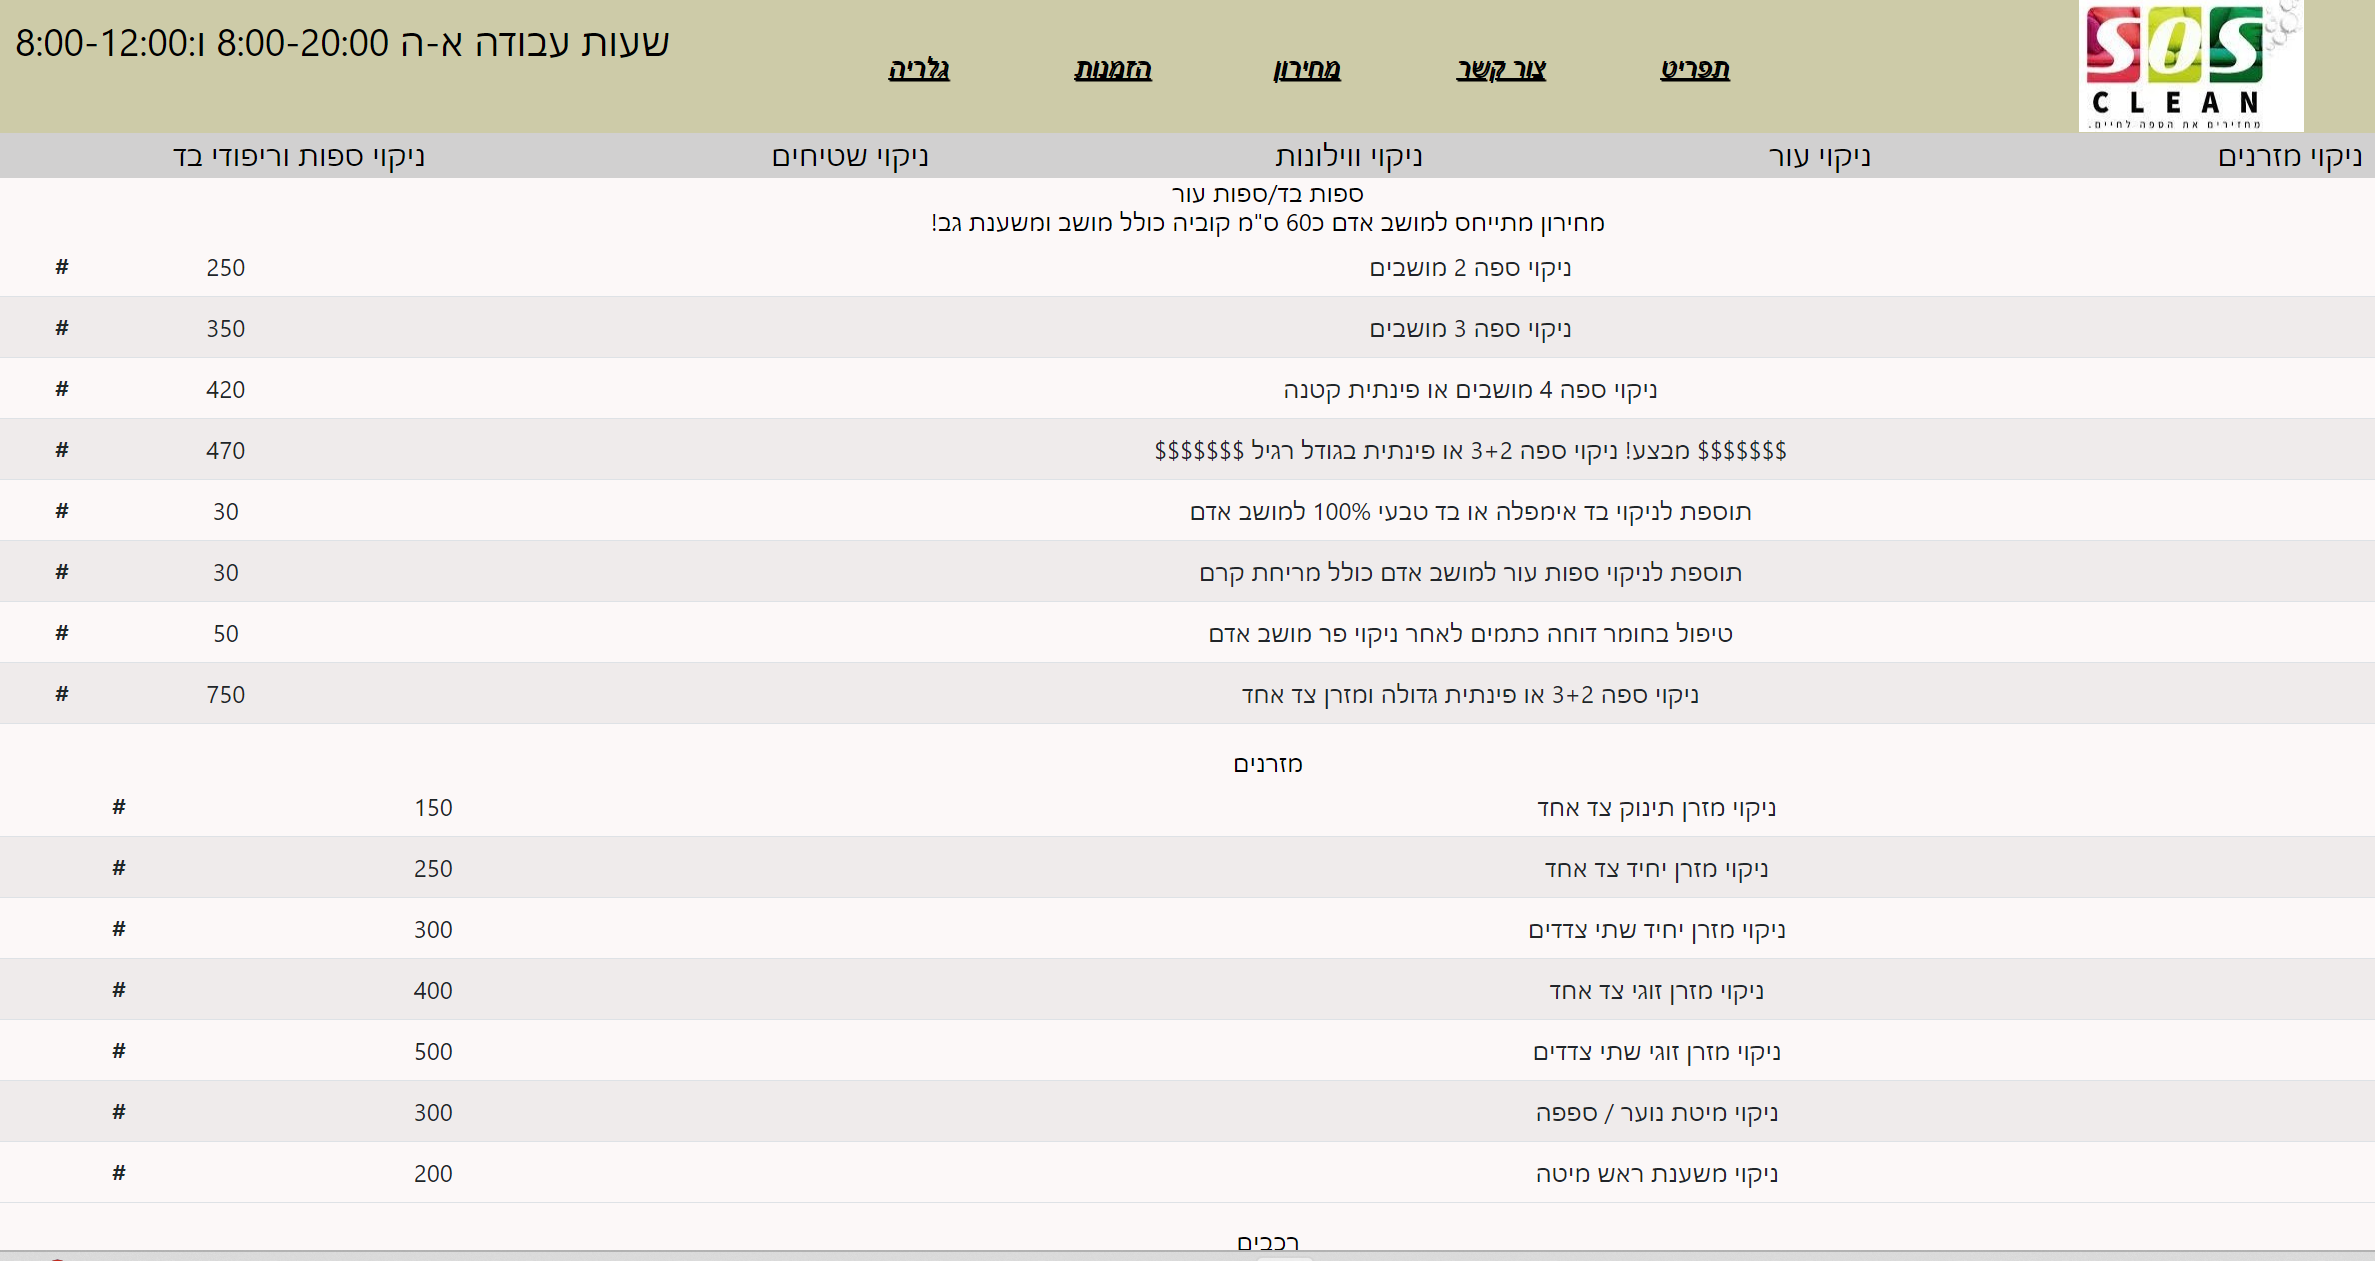 SOS
CLEAN
מחזירים את הספה לחיים.
תפריט
צור קשר
מחירון
הזמנות
גלריה
שעות עבודה א-ה 8:00-20:00 ו:8:00-12:00
ניקוי מזרנים
ניקוי עור
ניקוי ווילונות
ניקוי שטיחים
ניקוי ספות וריפודי בד
ספות בד/ספות עור
מחירון מתייחס למושב אדם כ60 ס"מ קוביה כולל מושב ומשענת גב!
ניקוי ספה 2 מושבים 250 #
ניקוי ספה 3 מושבים 350 #
ניקוי ספה 4 מושבים או פינתית קטנה 420 #
$$$$$$$ מבצע! ניקוי ספה 3+2 או פינתית בגודל רגיל $$$$$$$ 470 #
תוספת לניקוי בד אימפלה או בד טבעי 100% למושב אדם 30 #
תוספת לניקוי ספות עור למושב אדם כולל מריחת קרם 30 #
טיפול בחומר דוחה כתמים לאחר ניקוי פר מושב אדם 50 #
ניקוי ספה 3+2 או פינתית גדולה ומזרן צד אחד 750 #
מזרנים
ניקוי מזרן תינוק צד אחד 150 #
ניקוי מזרן יחיד צד אחד 250 #
ניקוי מזרן יחיד שתי צדדים 300 #
ניקוי מזרן זוגי צד אחד 400 #
ניקוי מזרן זוגי שתי צדדים 500 #
ניקוי מיטת נוער / ספפה 300 #
ניקוי משענת ראש מיטה 200 #
רכבים